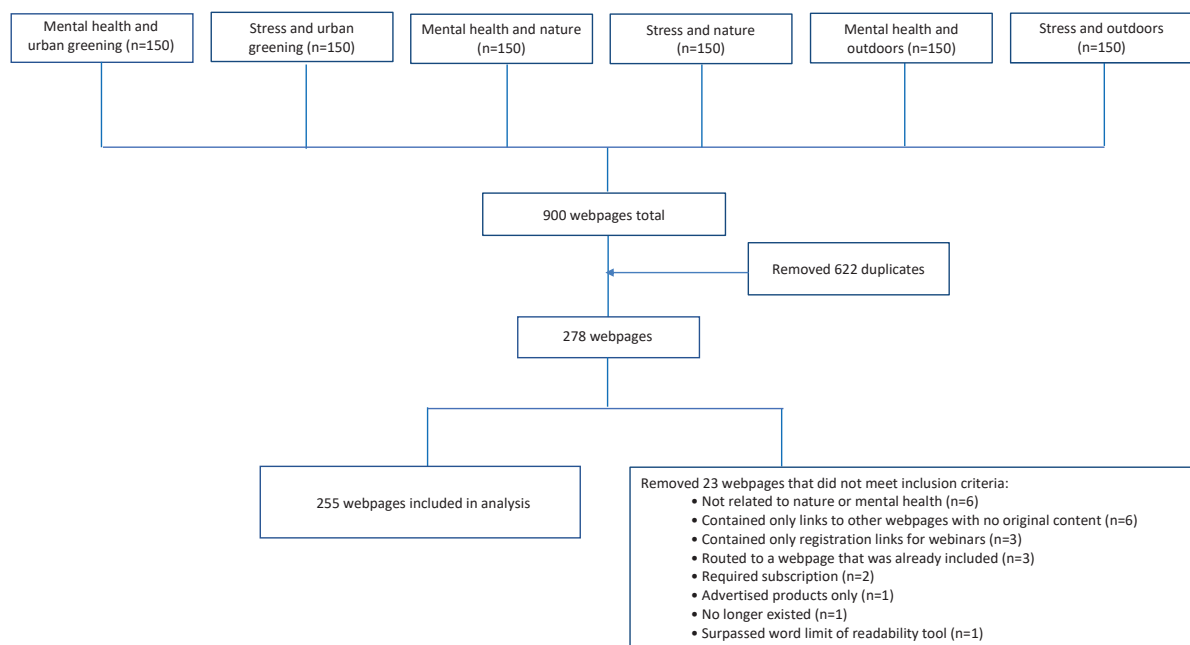 Mental health and
urban greening (n=150)
Stress and urban
greening (n=150)
Mental health and nature
(n=150)
Stress and nature
(n=150)
Mental health and
outdoors (n=150)
Stress and outdoors
(n=150)
900 webpages total
Removed 622 duplicates
278 webpages
255 webpages included in analysis
Removed 23 webpages that did not meet inclusion criteria:
• Not related to nature or mental health (n=6)
• Contained only links to other webpages with no original content (n=6)
• Contained only registration links for webinars (n=3)
• Routed to a webpage that was already included (n=3)
• Required subscription (n=2)
• Advertised products only (n=1)
• No longer existed (n=1)
• Surpassed word limit of readability tool (n=1)